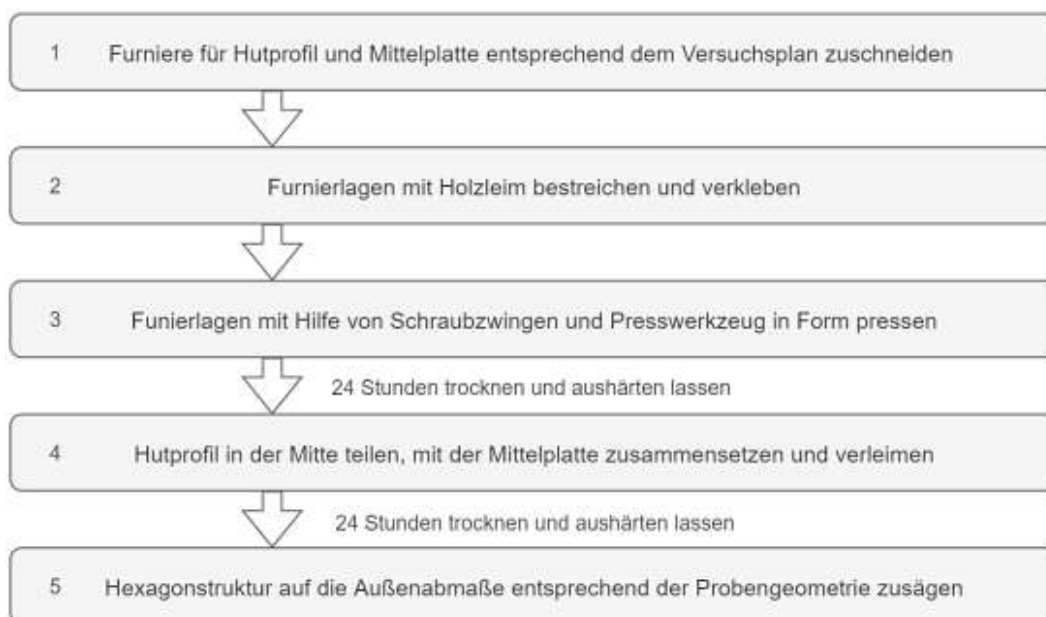 1 Furniere für Hutprofil und Mittelplatte entsprechend dem Versuchsplan zuschneiden
2 Furnierlagen mit Holzleim bestreichen und verkleben
3 Funierlagen mit Hilfe von Schraubzwingen und Presswerkzeug in Form pressen
24 Stunden trocknen und aushärten lassen
4 Hutprofil in der Mitte teilen, mit der Mittelplatte zusammensetzen und verleimen
24 Stunden trocknen und aushärten lassen
5 Hexagonstruktur auf die Außenabmaße entsprechend der Probengeometrie zusägen